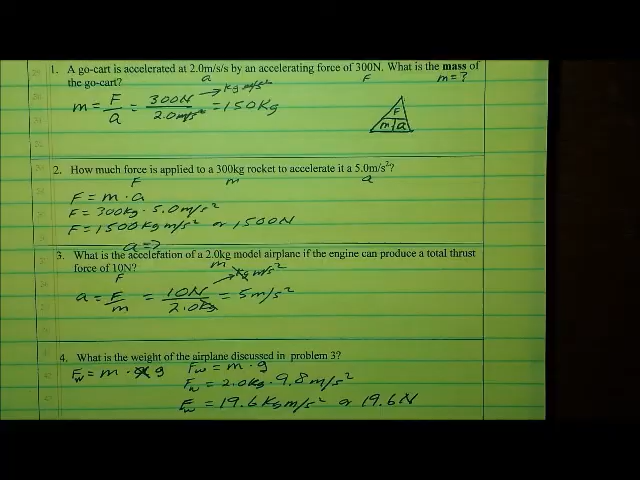 1. A go-cart is accelerated at 2.0m/s/s by an accelerating force of 300N. What is the mass of
a F m=?
the go-cart?
m = F/a = 300N/2.0m/s² → kg m/s² = 150Kg
F
m a
2. How much force is applied to a 300kg rocket to accelerate it a 5.0m/s²?
F m a
F = m · a
F = 300kg · 5.0m/s²
F = 1500Kgm/s² or 1500N
a = ?
3. What is the acceleration of a 2.0kg model airplane if the engine can produce a total thrust
m
force of 10N?
F
a = F/m = 10N/2.0kg → kg m/s² = 5m/s²
4. What is the weight of the airplane discussed in problem 3?
Fw = m · g Fw = m · g
Fw = 2.0kg · 9.8m/s²
Fw = 19.6Kgm/s² or 19.6N